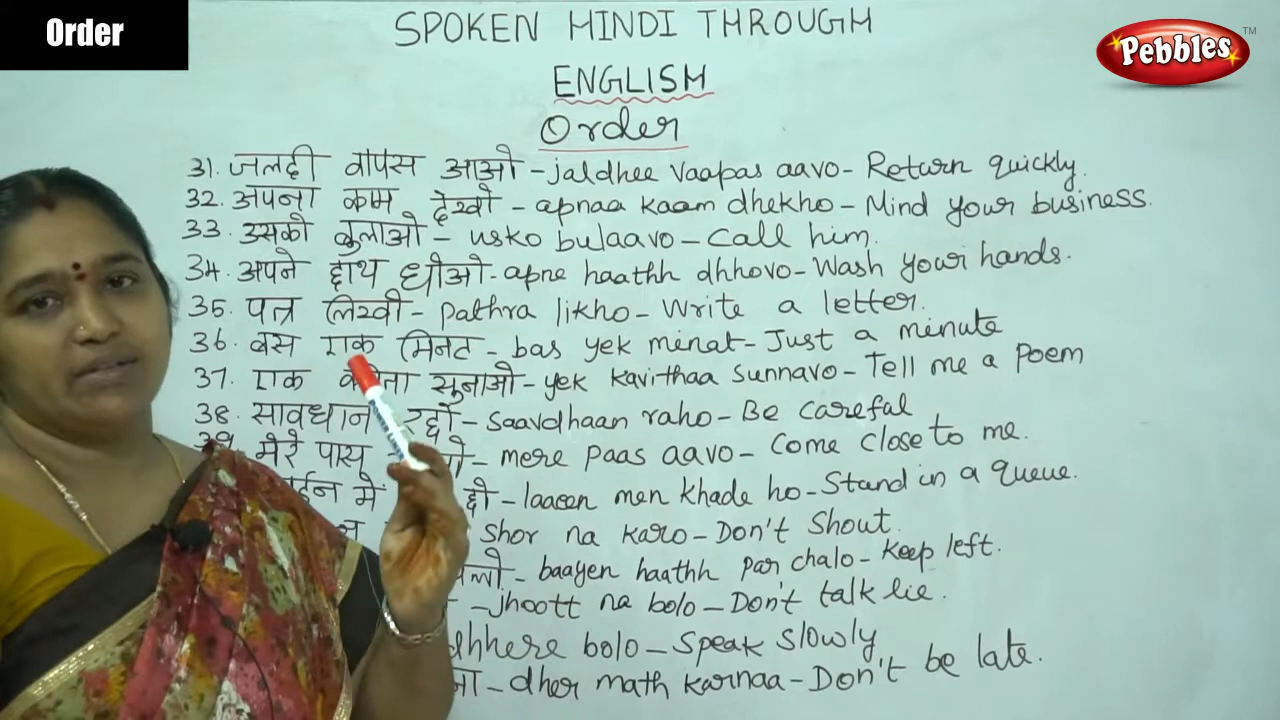 Order
Pebbles™
SPOKEN HINDI THROUGH
ENGLISH
Order
31. जलदी वापस आओ - jaldhee vaapas aavo - Return quickly.
32. अपना काम देखो - apnaa kaam dhekho - Mind your business.
33. उसको बुलाओ - usko bulaavo - Call him.
34. अपने हाथ धोओ - apne haathh dhhovo - Wash your hands.
35. पत्र लिखी - pathra likho - Write a letter.
36. बस एक मिनट - bas yek minat - Just a minute
37. एक सुनाओ - yek kavithaa sunnavo - Tell me a Poem
38. सावधान रहो - saavdhaan raho - Be careful
39. मेरे पास - mere paas aavo - Come close to me.
में - laaeen men khade ho - Stand in a queue.
Shor na karo - Don't Shout.
- baayen haathh par chalo - Keep left.
- jhoott na bolo - Don't talk lie.
dhhere bolo - Speak Slowly
- dher math karnaa - Don't be late.